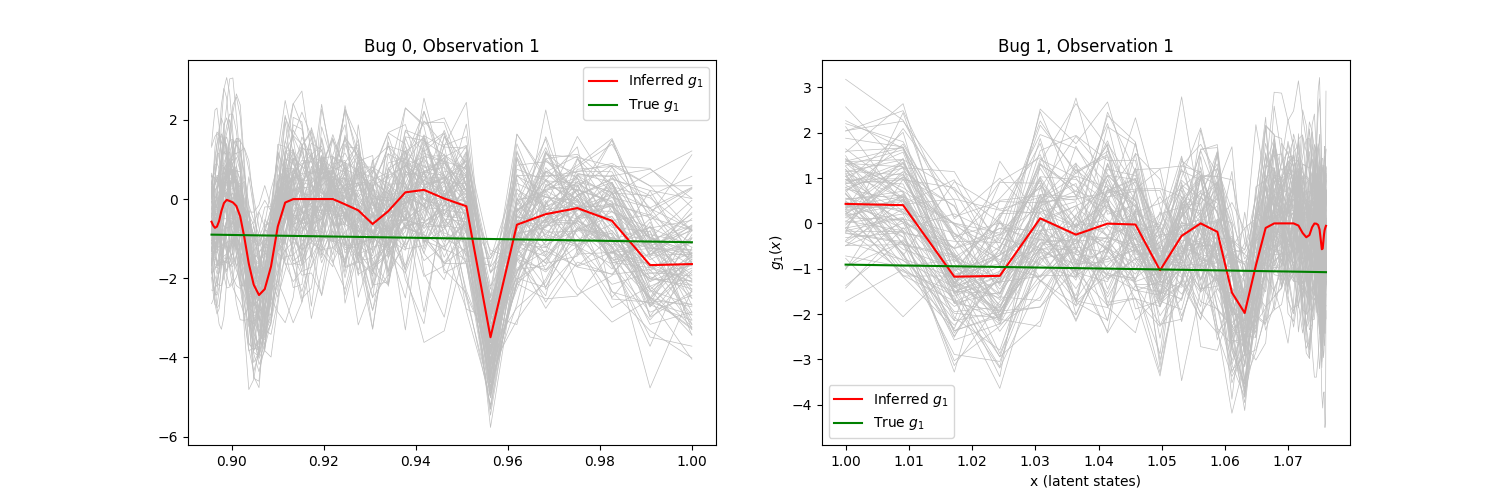 Bug 0, Observation 1
Inferred g₁
True g₁
2
0
−2
−4
−6
0.90 0.92 0.94 0.96 0.98 1.00
Bug 1, Observation 1
g₁(x)
3
2
1
0
−1
−2
−3
−4
Inferred g₁
True g₁
1.00 1.01 1.02 1.03 1.04 1.05 1.06 1.07
x (latent states)